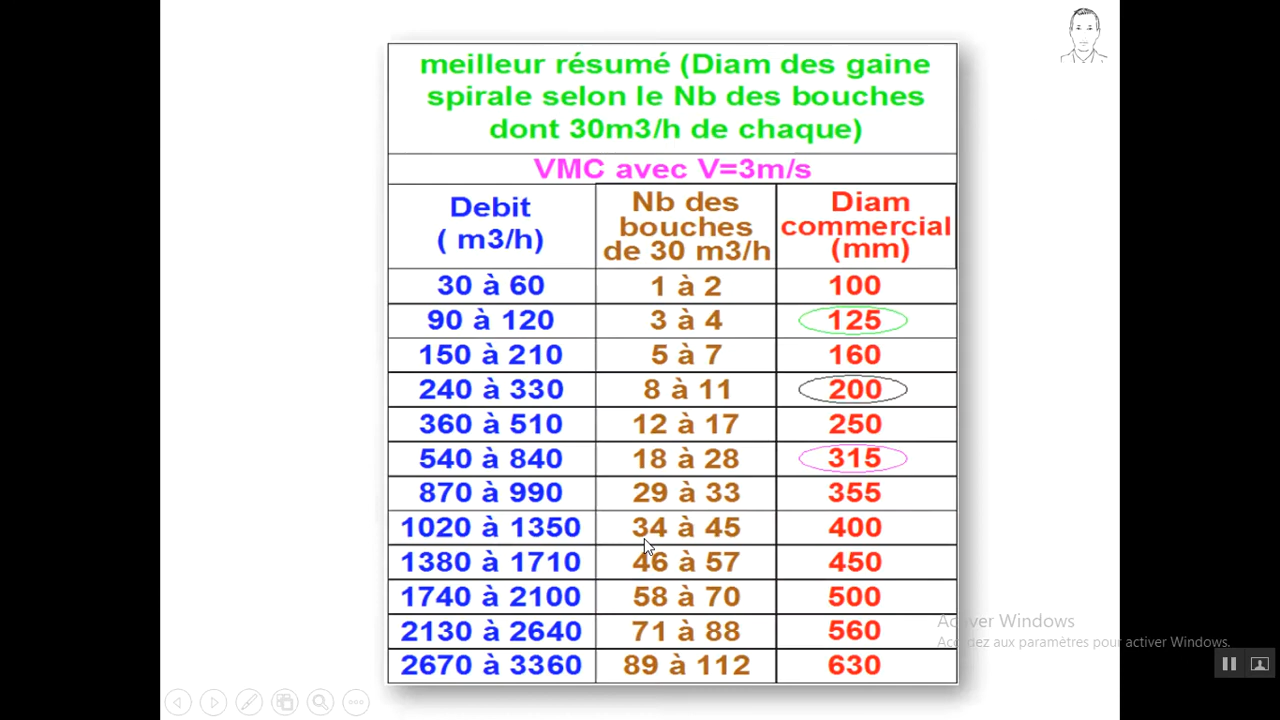 meilleur résumé (Diam des gaine
spirale selon le Nb des bouches
dont 30m3/h de chaque)
VMC avec V=3m/s
Debit
( m3/h)
Nb des
bouches
de 30 m3/h
Diam
commercial
(mm)
30 à 60 1 à 2 100
90 à 120 3 à 4 125
150 à 210 5 à 7 160
240 à 330 8 à 11 200
360 à 510 12 à 17 250
540 à 840 18 à 28 315
870 à 990 29 à 33 355
1020 à 1350 34 à 45 400
1380 à 1710 46 à 57 450
1740 à 2100 58 à 70 500
2130 à 2640 71 à 88 560
2670 à 3360 89 à 112 630
Activer Windows
Accédez aux paramètres pour activer Windows.